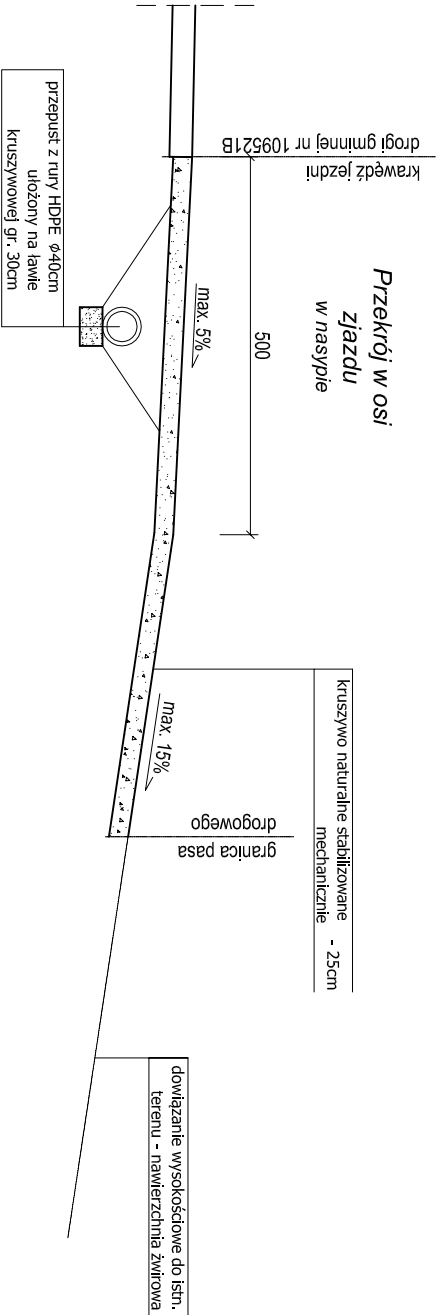 Przekrój w osi
zjazdu
w nasypie
krawędź jezdni
drogi gminnej nr 109521B
500
max. 5%
przepust z rury HDPE ϕ40cm
ułożony na ławie
kruszywowej gr. 30cm
kruszywo naturalne stabilizowane
mechanicznie - 25cm
max. 15%
granica pasa
drogowego
dowiązanie wysokościowe do istn.
terenu - nawierzchnia żwirowa